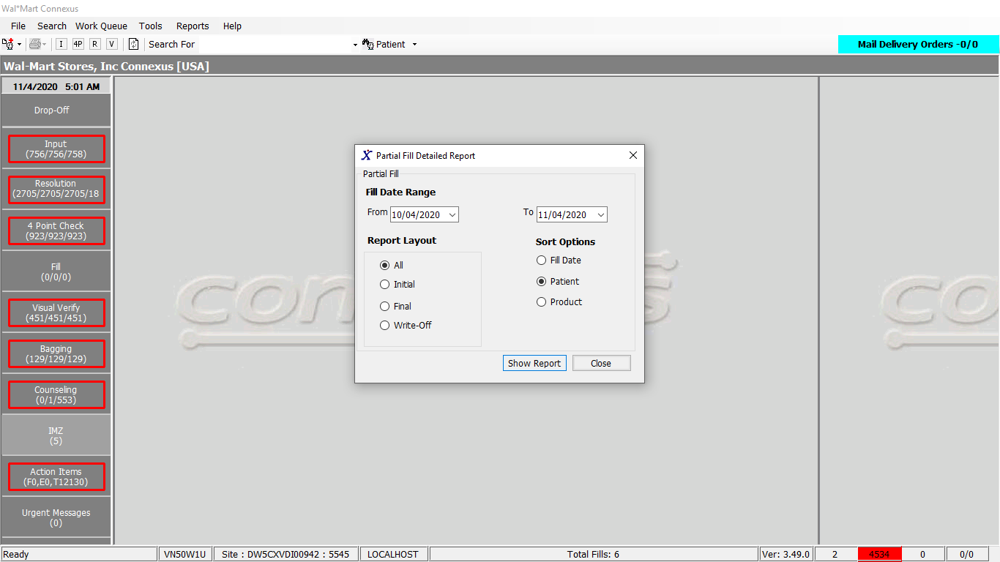 Wal*Mart Connexus
File Search Work Queue Tools Reports Help
I 4P R V Search For Patient
Mail Delivery Orders -0/0
Wal-Mart Stores, Inc Connexus [USA]
11/4/2020 5:01 AM
Drop-Off
Input
(756/756/758)
Resolution
(2705/2705/2705/18
4 Point Check
(923/923/923)
Fill
(0/0/0)
Visual Verify
(451/451/451)
Bagging
(129/129/129)
Counseling
(0/1/553)
IMZ
(5)
Action Items
(F0,E0,T12130)
Urgent Messages
(0)
Partial Fill Detailed Report
Partial Fill
Fill Date Range
From 10/04/2020 To 11/04/2020
Report Layout
All
Initial
Final
Write-Off
Sort Options
Fill Date
Patient
Product
Show Report Close
con
s
co
Ready VN50W1U Site : DW5CXVDI00942 : 5545 LOCALHOST Total Fills: 6 Ver: 3.49.0 2 4534 0 0/0